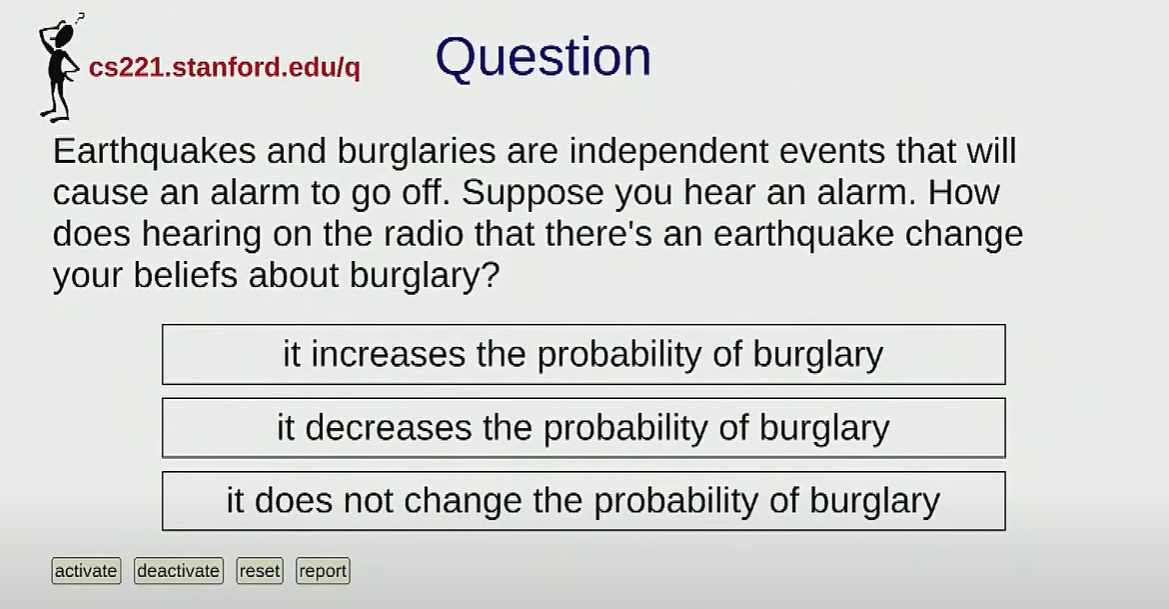 ?
cs221.stanford.edu/q
Question
Earthquakes and burglaries are independent events that will
cause an alarm to go off. Suppose you hear an alarm. How
does hearing on the radio that there's an earthquake change
your beliefs about burglary?
it increases the probability of burglary
it decreases the probability of burglary
it does not change the probability of burglary
activate deactivate reset report